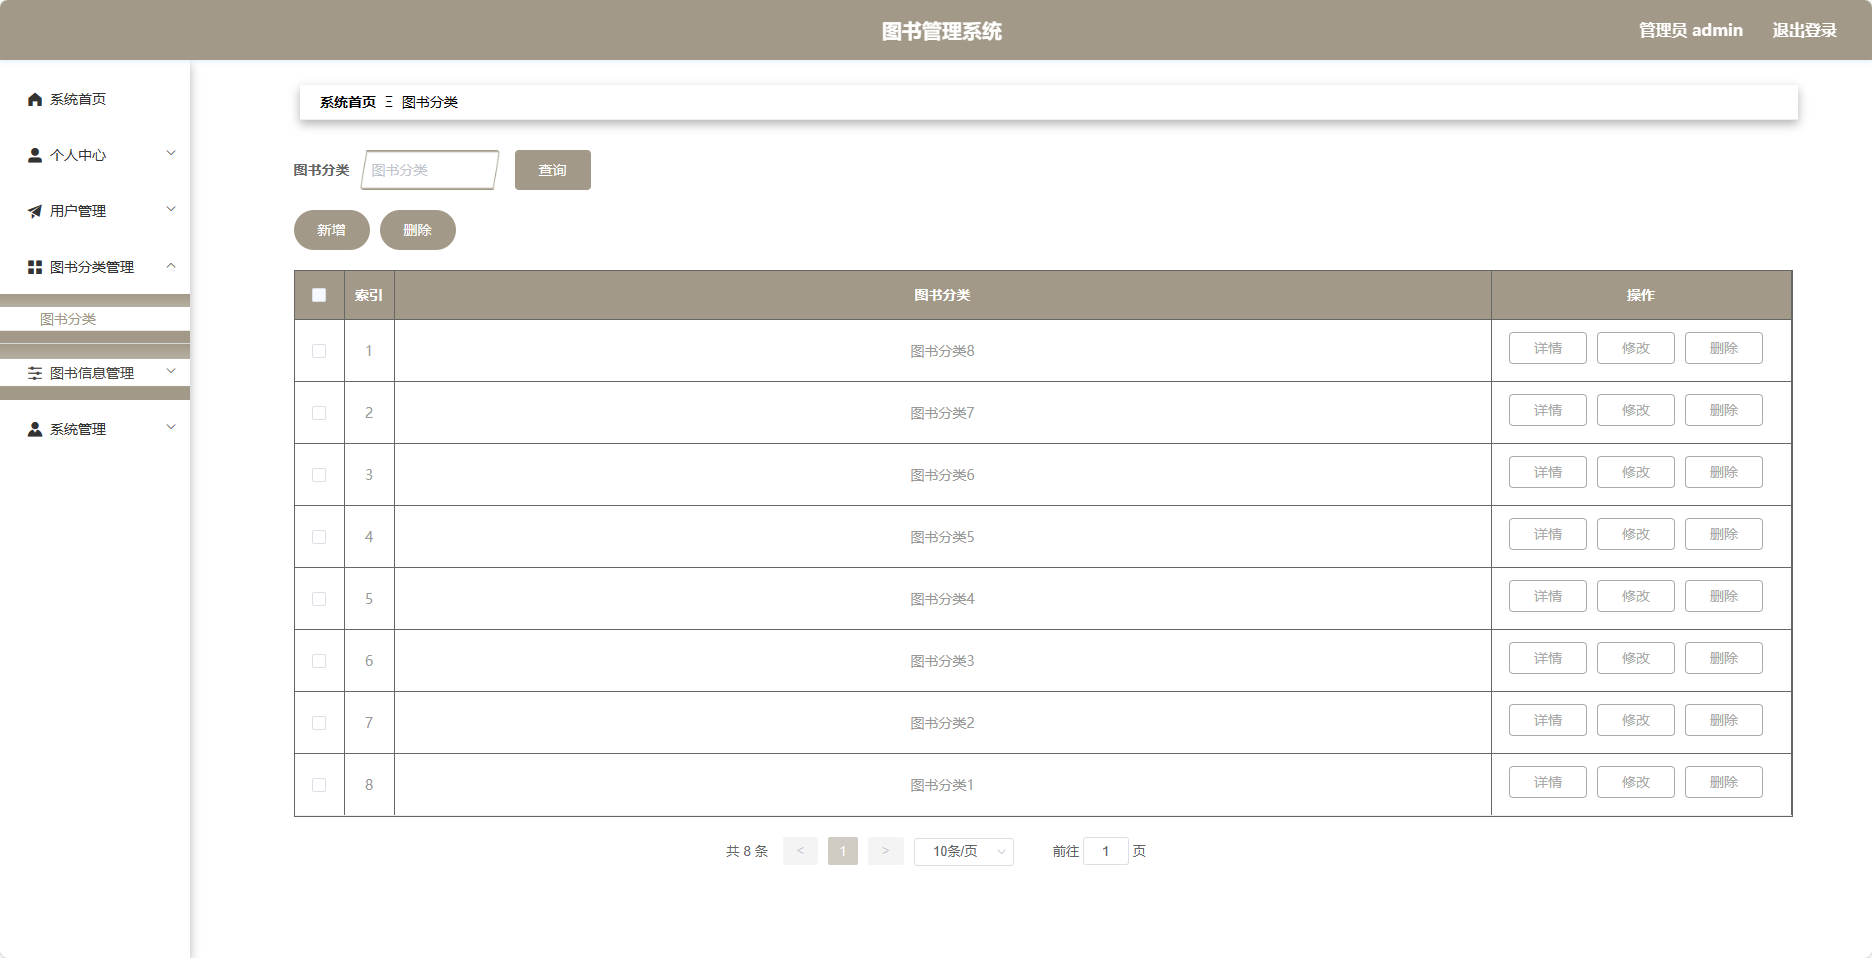 图书管理系统
管理员 admin 退出登录
系统首页
个人中心
用户管理
图书分类管理
图书分类
图书信息管理
系统管理
系统首页 Ξ 图书分类
图书分类 图书分类 查询
新增 删除
索引 图书分类 操作
1 图书分类8 详情 修改 删除
2 图书分类7 详情 修改 删除
3 图书分类6 详情 修改 删除
4 图书分类5 详情 修改 删除
5 图书分类4 详情 修改 删除
6 图书分类3 详情 修改 删除
7 图书分类2 详情 修改 删除
8 图书分类1 详情 修改 删除
共 8 条 < 1 > 10条/页 前往 1 页